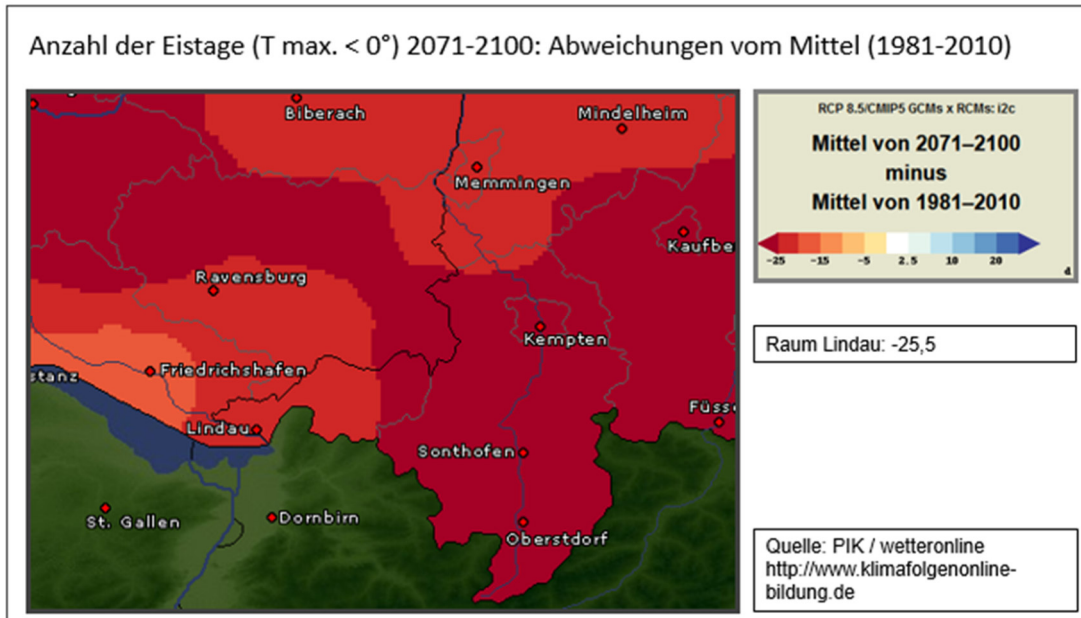 Anzahl der Eistage (T max. < 0°) 2071-2100: Abweichungen vom Mittel (1981-2010)
Biberach
Mindelheim
Memmingen
Kaufbe
Ravensburg
Kempten
stanz
Friedrichshafen
Füss
Lindau
Sonthofen
St. Gallen
Dornbirn
Oberstdorf
RCP 8.5/CMIP5 GCMs x RCMs: i2c
Mittel von 2071–2100
minus
Mittel von 1981–2010
-25 -15 -5 2.5 10 20
d
Raum Lindau: -25,5
Quelle: PIK / wetteronline
http://www.klimafolgenonline-
bildung.de